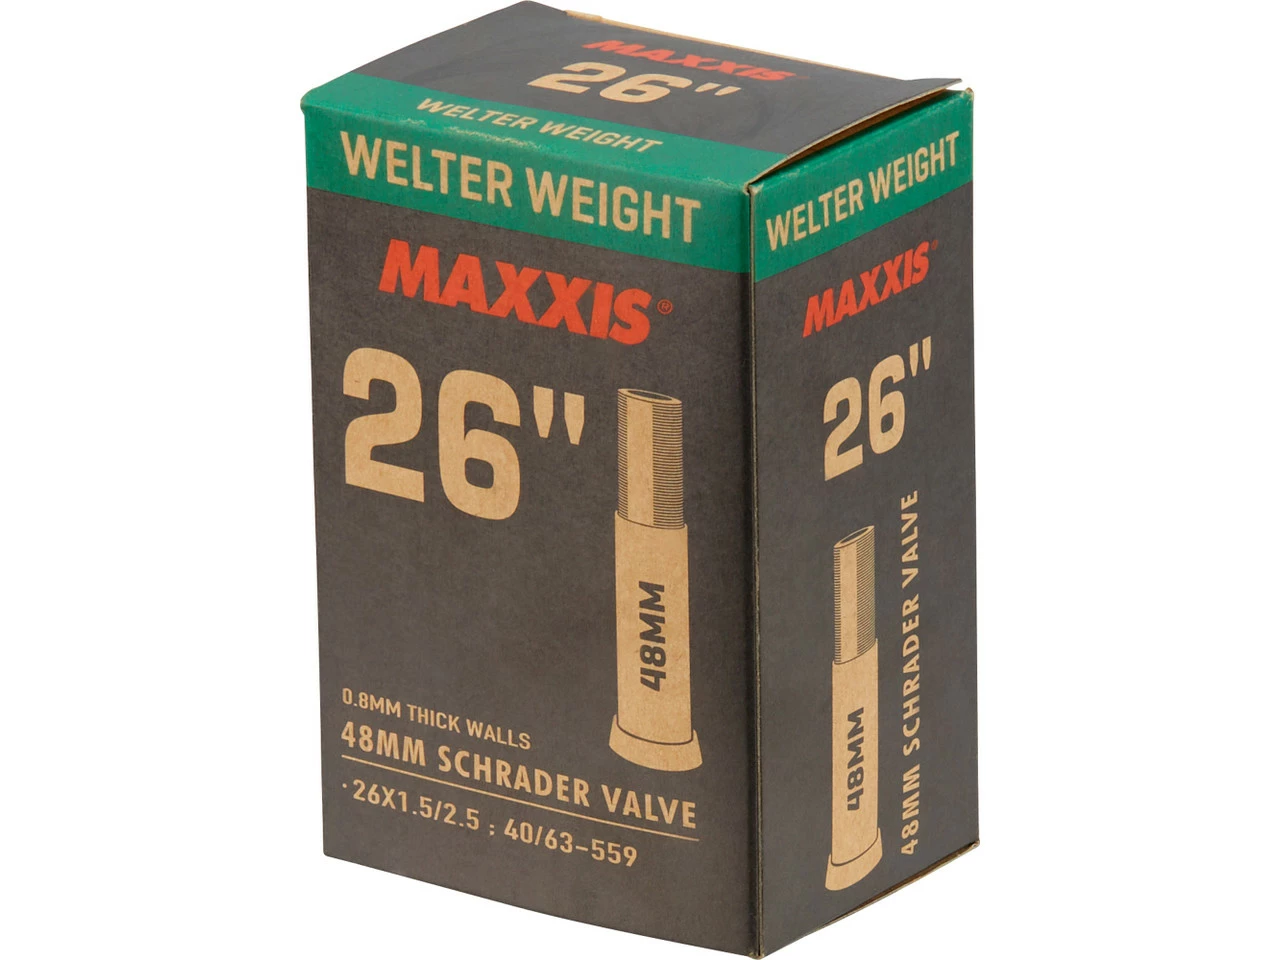 MAXXIS
26"
WELTER WEIGHT
WELTER WEIGHT
MAXXIS®
26"
48MM
0.8MM THICK WALLS
48MM SCHRADER VALVE
·26X1.5/2.5 ; 40/63-559
WELTER WEIGHT
MAXXIS®
26"
48MM SCHRADER VALVE
48MM